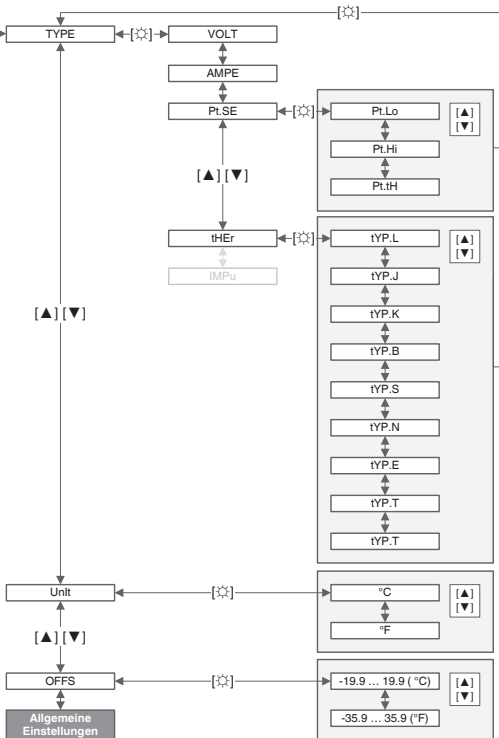 [☼]
TYPE
[☼]
VOLT
AMPE
Pt.SE
[☼]
Pt.Lo
[▲]
[▼]
Pt.Hi
Pt.tH
[▲] [▼]
tHEr
[☼]
tYP.L
[▲]
[▼]
IMPu
tYP.J
tYP.K
[▲] [▼]
tYP.B
tYP.S
tYP.N
tYP.E
tYP.T
tYP.T
UnIt
[☼]
°C
[▲]
[▼]
°F
[▲] [▼]
OFFS
[☼]
-19.9 ... 19.9 ( °C)
[▲]
[▼]
-35.9 ... 35.9 (°F)
Allgemeine
Einstellungen